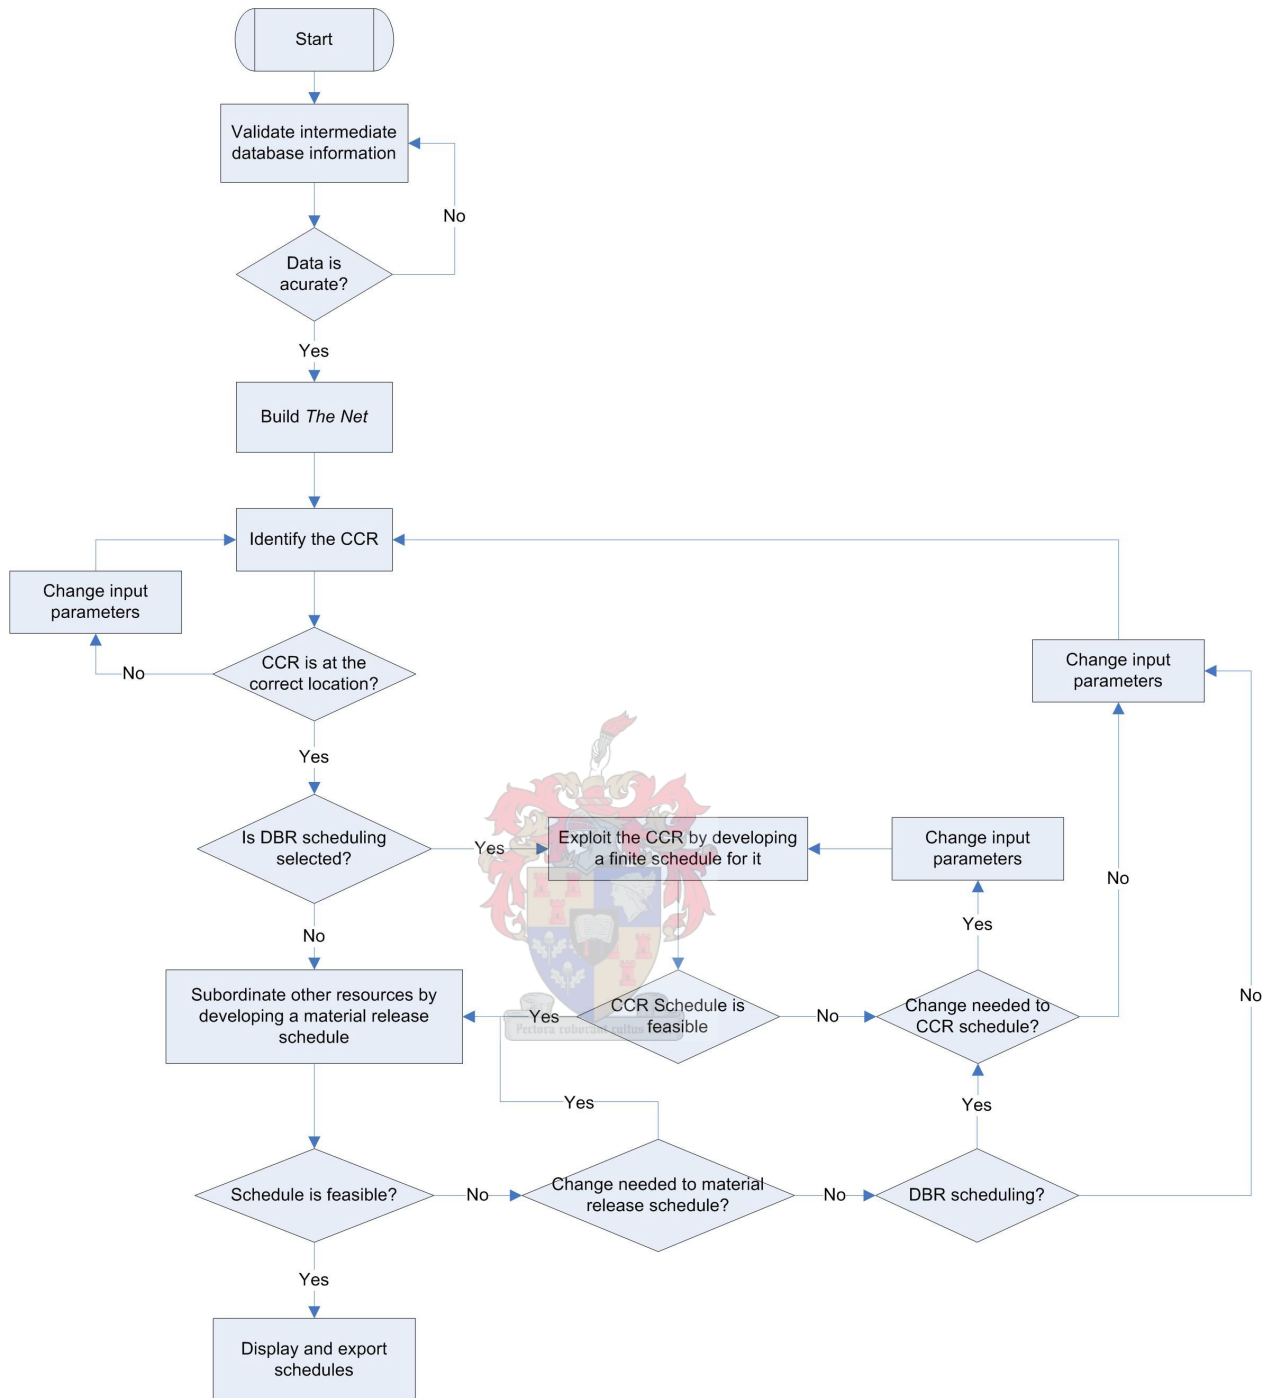 Start
Validate intermediate
database information
No
Data is
acurate?
Yes
Build The Net
Identify the CCR
Change input
parameters
No
CCR is at the
correct location?
Change input
parameters
Yes
Is DBR scheduling
selected?
Yes
Exploit the CCR by developing
a finite schedule for it
Change input
parameters
No
No
Yes
Subordinate other resources by
developing a material release
schedule
Yes
CCR Schedule is
feasible
No
Change needed to
CCR schedule?
No
Pectora roborant cultus
Yes
Yes
Schedule is feasible?
No
Change needed to material
release schedule?
No
DBR scheduling?
Yes
Display and export
schedules